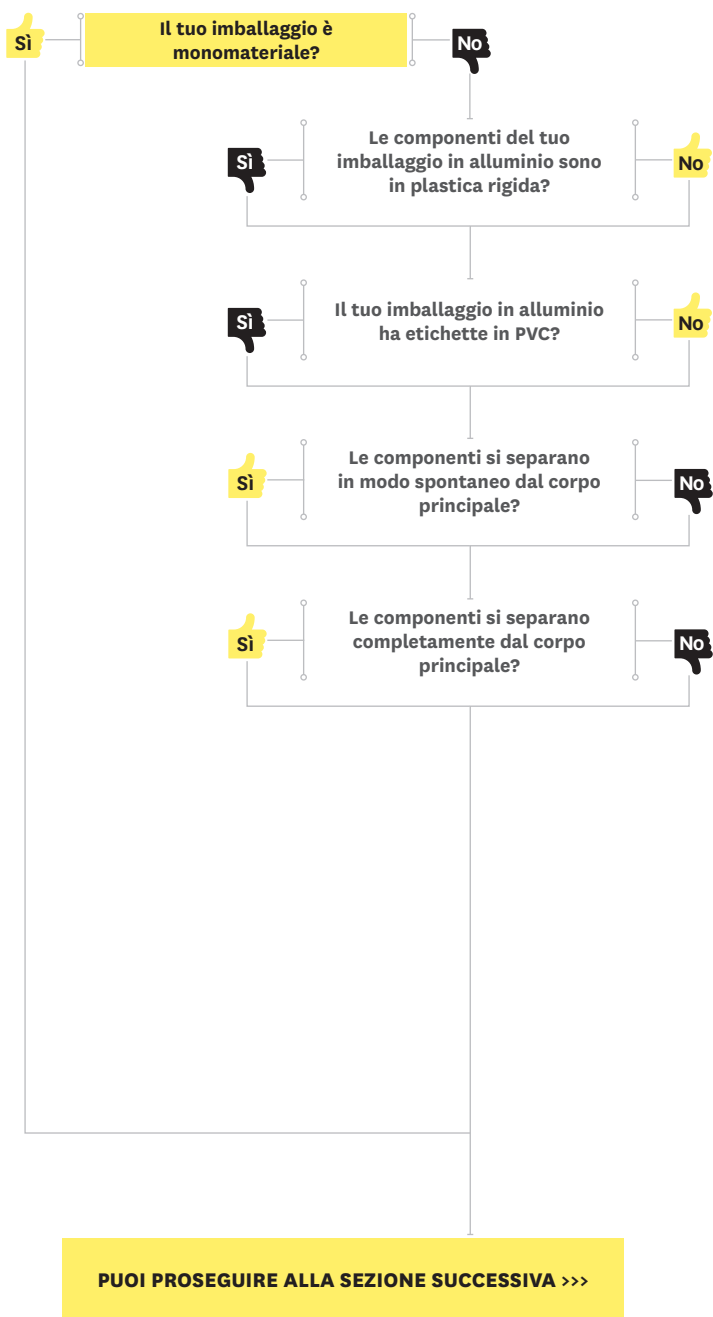 Sì
Il tuo imballaggio è
monomateriale?
No
Sì
Le componenti del tuo
imballaggio in alluminio sono
in plastica rigida?
No
Sì
Il tuo imballaggio in alluminio
ha etichette in PVC?
No
Sì
Le componenti si separano
in modo spontaneo dal corpo
principale?
No
Sì
Le componenti si separano
completamente dal corpo
principale?
No
PUOI PROSEGUIRE ALLA SEZIONE SUCCESSIVA >>>